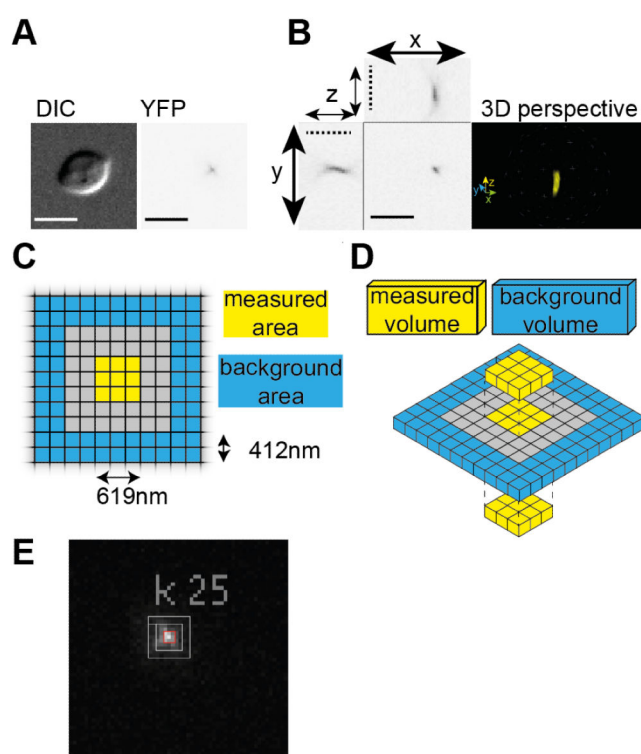 A
B
DIC
YFP
x
z
y
3D perspective
z
y
x
C
measured
area
background
area
412nm
619nm
D
measured
volume
background
volume
E
k 25